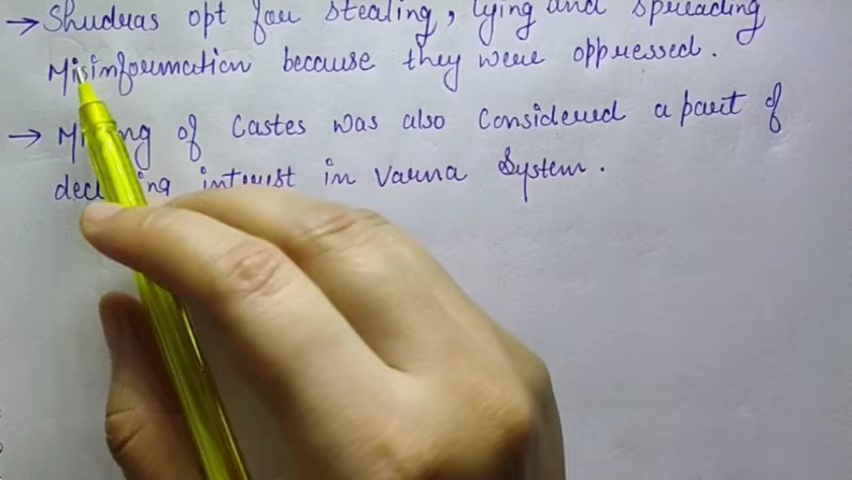 → Shudras opt for stealing, lying and spreading
Misinformation because they were oppressed.
→ of Castes was also Considered a part of
interest in Varna System.